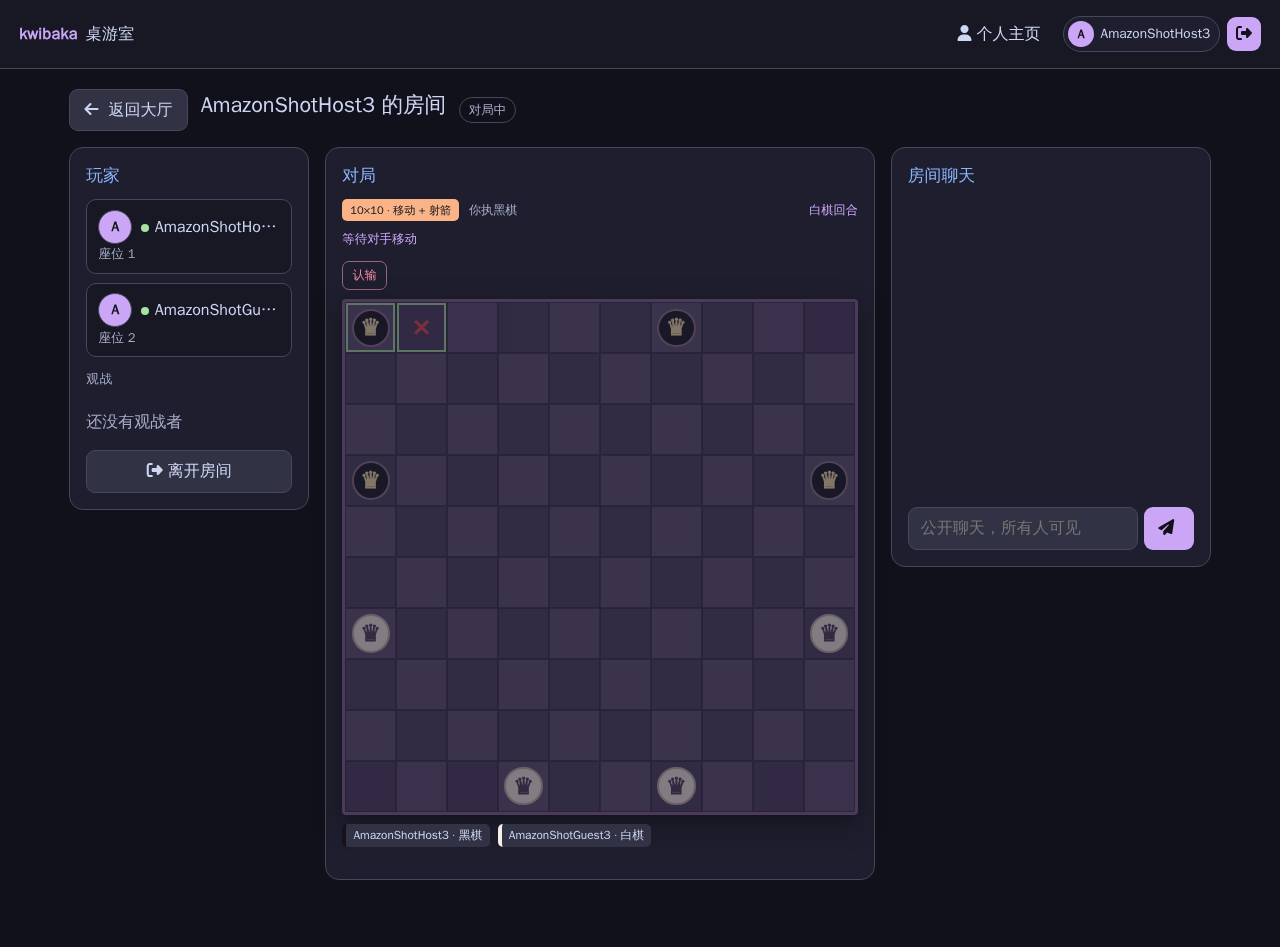 kwibaka 桌游室
个人主页
A AmazonShotHost3
返回大厅
AmazonShotHost3 的房间
对局中
玩家
A AmazonShotHo…
座位 1
A AmazonShotGu…
座位 2
观战
还没有观战者
离开房间
对局
10×10 · 移动 + 射箭 你执黑棋 白棋回合
等待对手移动
认输
AmazonShotHost3 · 黑棋
AmazonShotGuest3 · 白棋
房间聊天
公开聊天，所有人可见